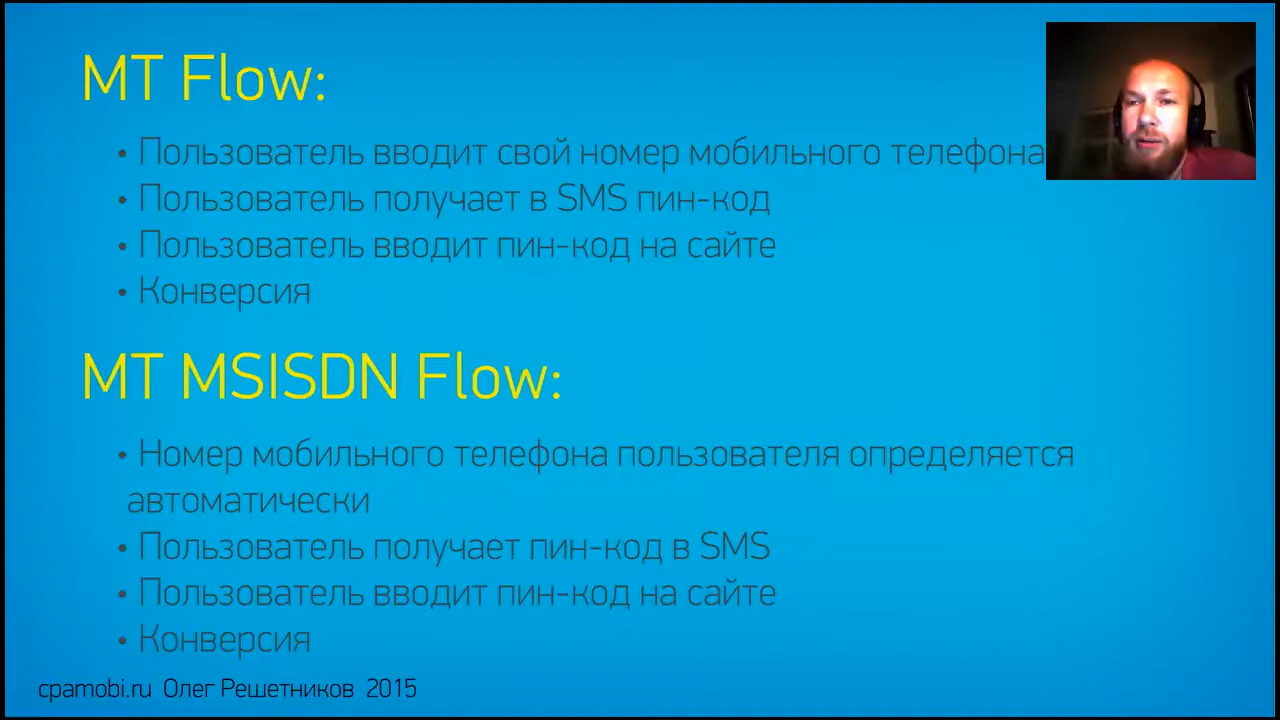 MT Flow:
• Пользователь вводит свой номер мобильного телефона
• Пользователь получает в SMS пин-код
• Пользователь вводит пин-код на сайте
• Конверсия
MT MSISDN Flow:
• Номер мобильного телефона пользователя определяется
автоматически
• Пользователь получает пин-код в SMS
• Пользователь вводит пин-код на сайте
• Конверсия
cpamobi.ru Олег Решетников 2015